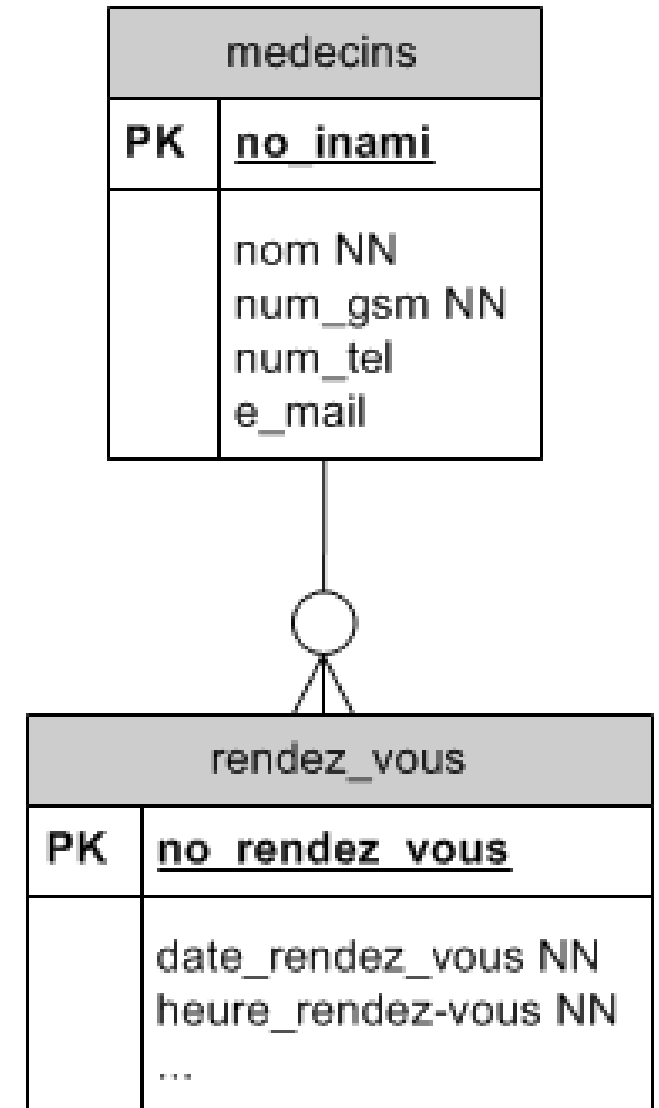 medecins
PK no_inami
nom NN
num_gsm NN
num_tel
e_mail
rendez_vous
PK no_rendez_vous
date_rendez_vous NN
heure_rendez-vous NN
...